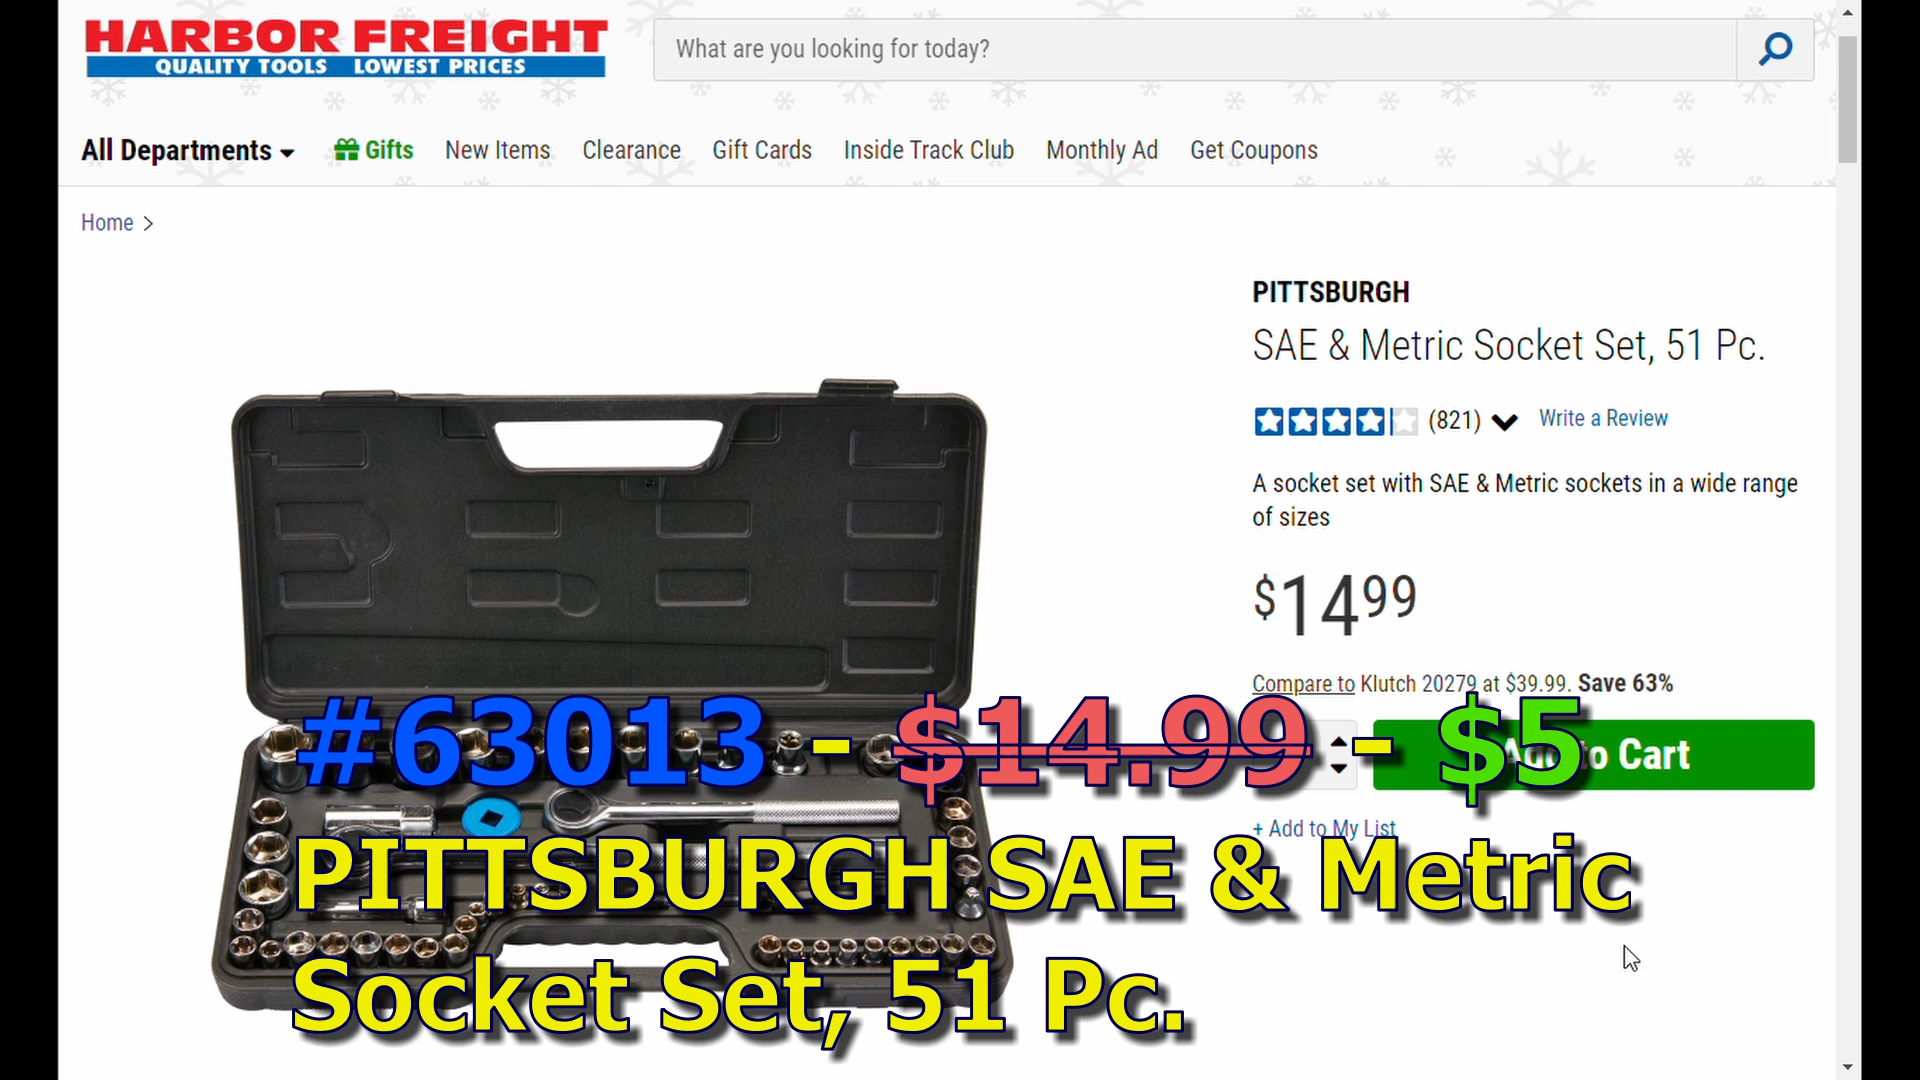 HARBOR FREIGHT
QUALITY TOOLS LOWEST PRICES
What are you looking for today?
All Departments
Gifts
New Items
Clearance
Gift Cards
Inside Track Club
Monthly Ad
Get Coupons
Home >
PITTSBURGH
SAE & Metric Socket Set, 51 Pc.
(821)
Write a Review
A socket set with SAE & Metric sockets in a wide range
of sizes
$14.99
Compare to Klutch 20279 at $39.99. Save 63%
Add to Cart
+ Add to My List
#63013 - $14.99 - $5
PITTSBURGH SAE & Metric
Socket Set, 51 Pc.